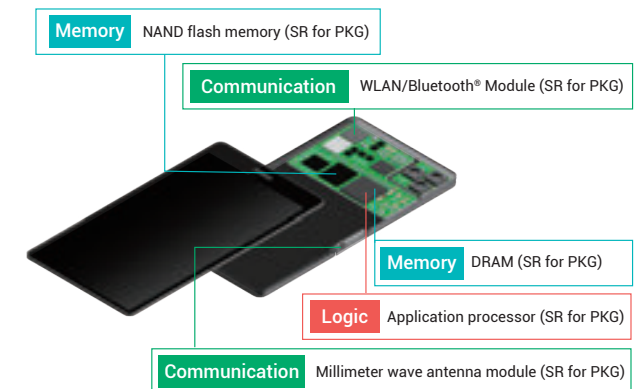 Memory NAND flash memory (SR for PKG)
Communication WLAN/Bluetooth® Module (SR for PKG)
Memory DRAM (SR for PKG)
Logic Application processor (SR for PKG)
Communication Millimeter wave antenna module (SR for PKG)